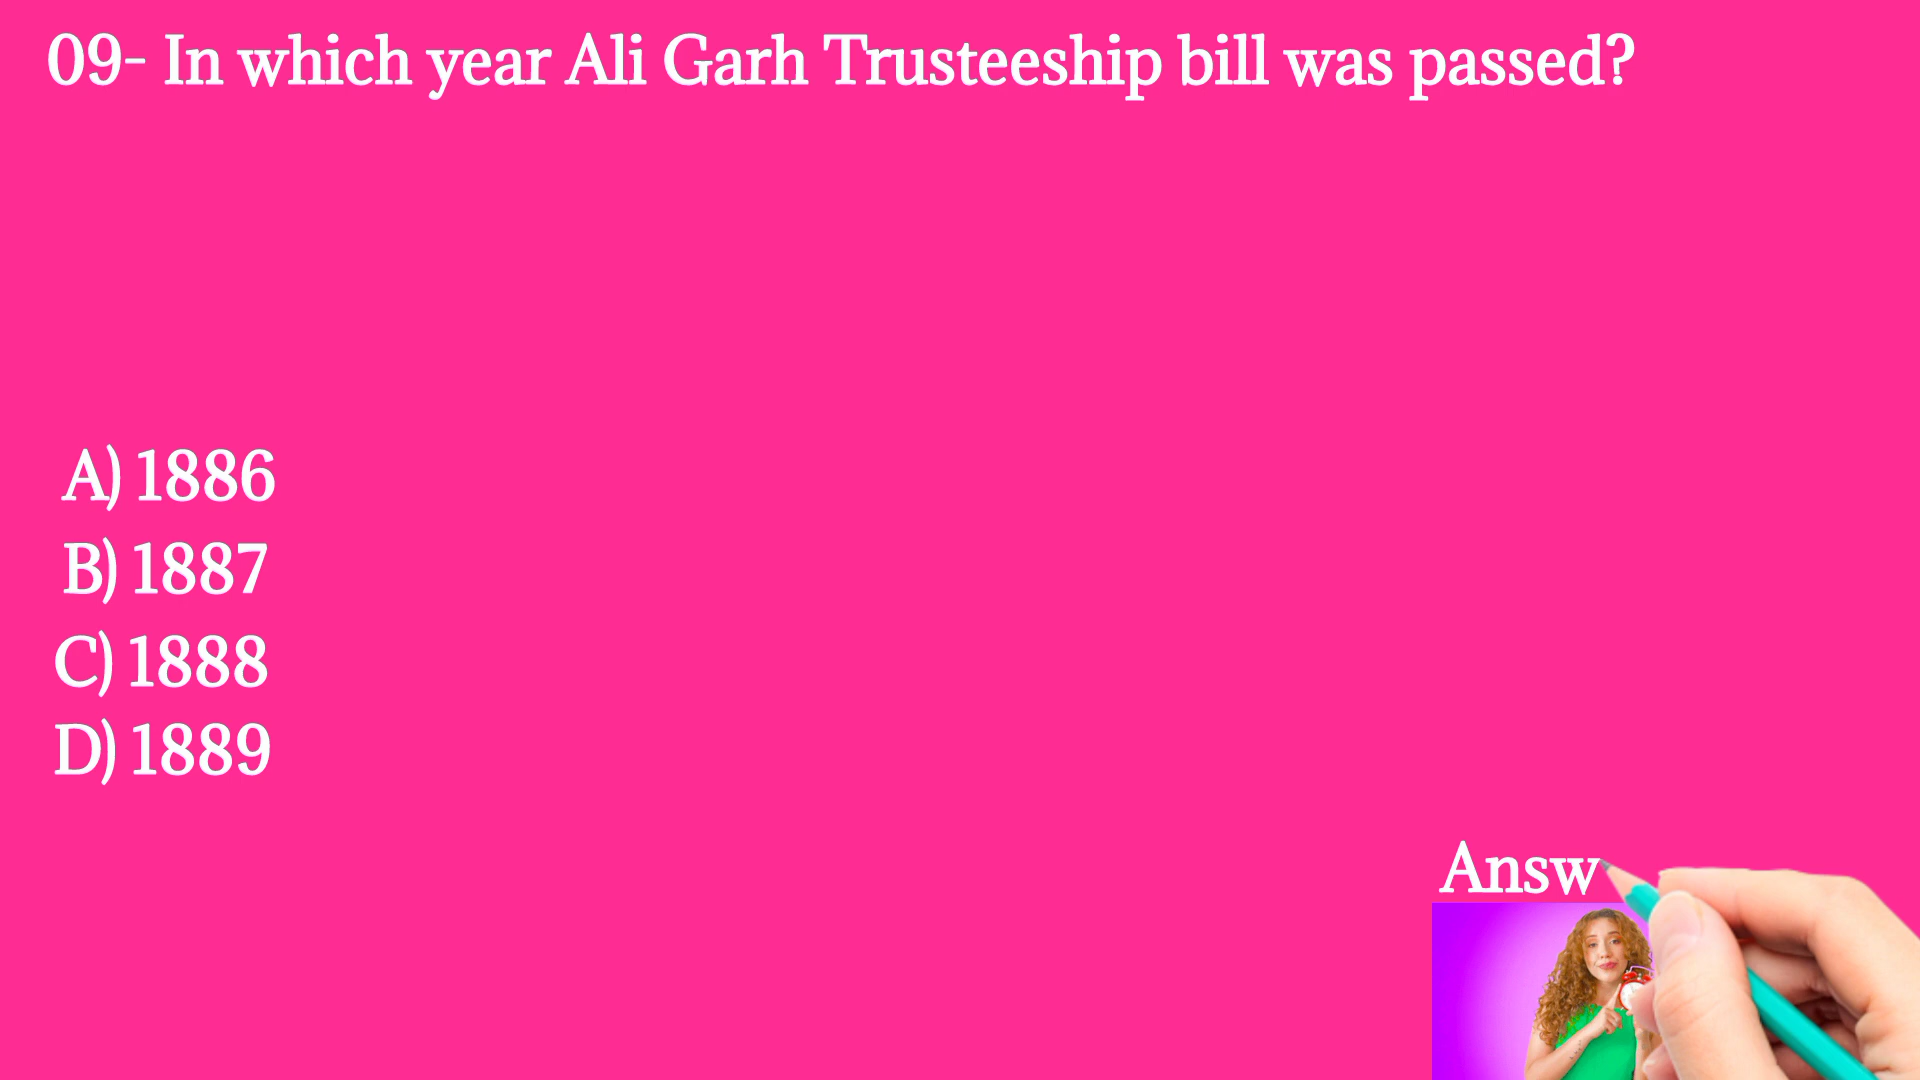 09- In which year Ali Garh Trusteeship bill was passed?
A) 1886
B) 1887
C) 1888
D) 1889
Answ